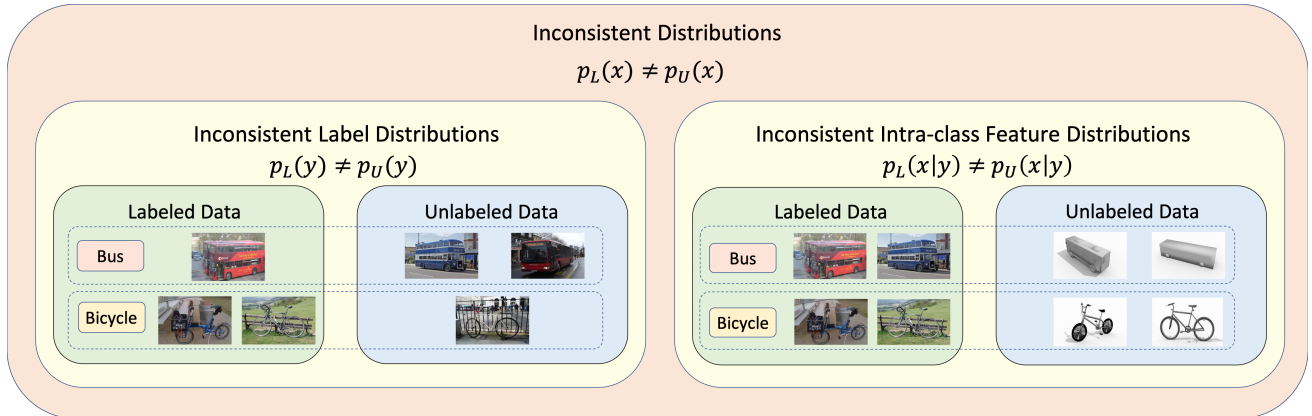 Inconsistent Distributions
p_L(x) ≠ p_U(x)
Inconsistent Label Distributions
p_L(y) ≠ p_U(y)
Labeled Data
Unlabeled Data
Bus
Bicycle
Inconsistent Intra-class Feature Distributions
p_L(x|y) ≠ p_U(x|y)
Labeled Data
Unlabeled Data
Bus
Bicycle